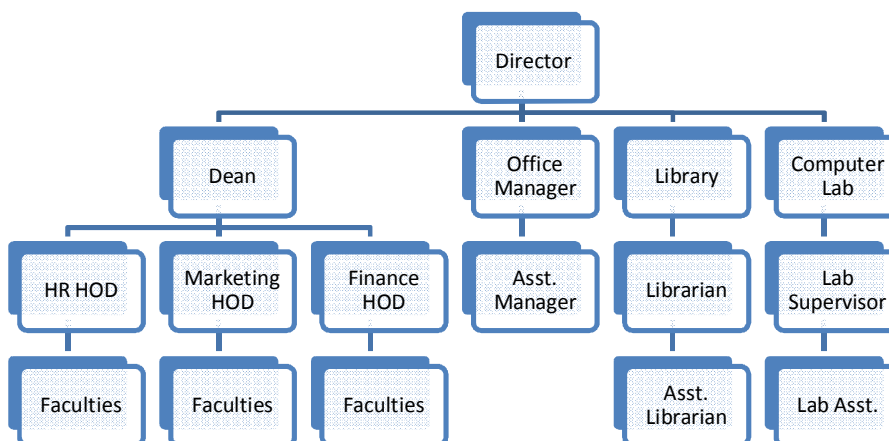 Director
Dean
Office
Manager
Library
Computer
Lab
HR HOD
Marketing
HOD
Finance
HOD
Asst.
Manager
Librarian
Lab
Supervisor
Faculties
Faculties
Faculties
Asst.
Librarian
Lab Asst.